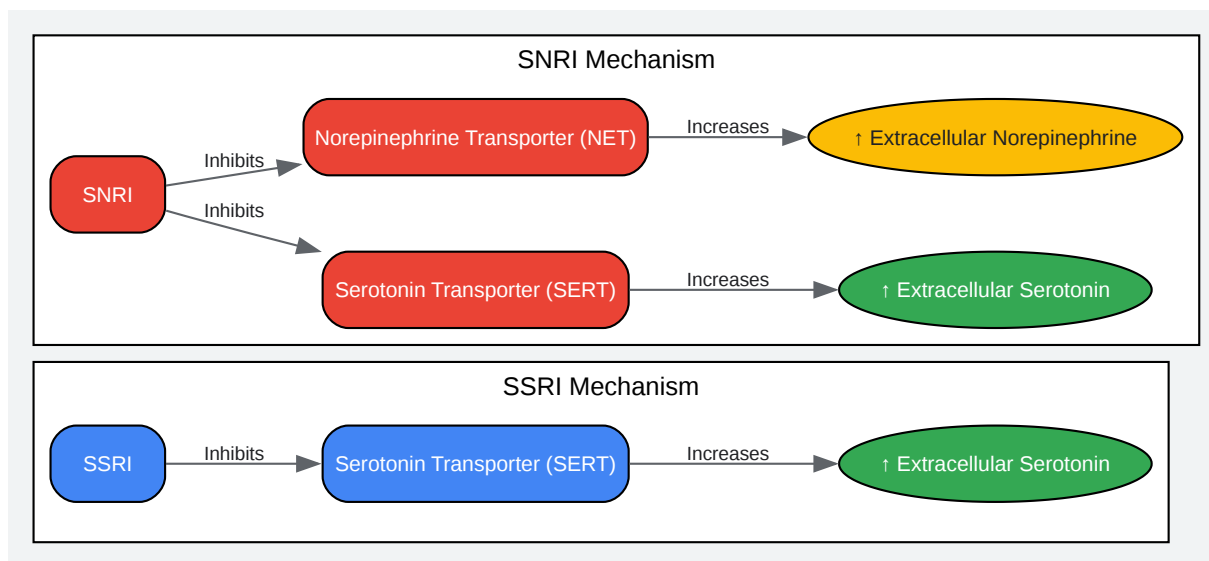 SNRI Mechanism
Norepinephrine Transporter (NET)
Increases
↑ Extracellular Norepinephrine
Inhibits
SNRI
Inhibits
Serotonin Transporter (SERT)
Increases
↑ Extracellular Serotonin
SSRI Mechanism
SSRI
Inhibits
Serotonin Transporter (SERT)
Increases
↑ Extracellular Serotonin